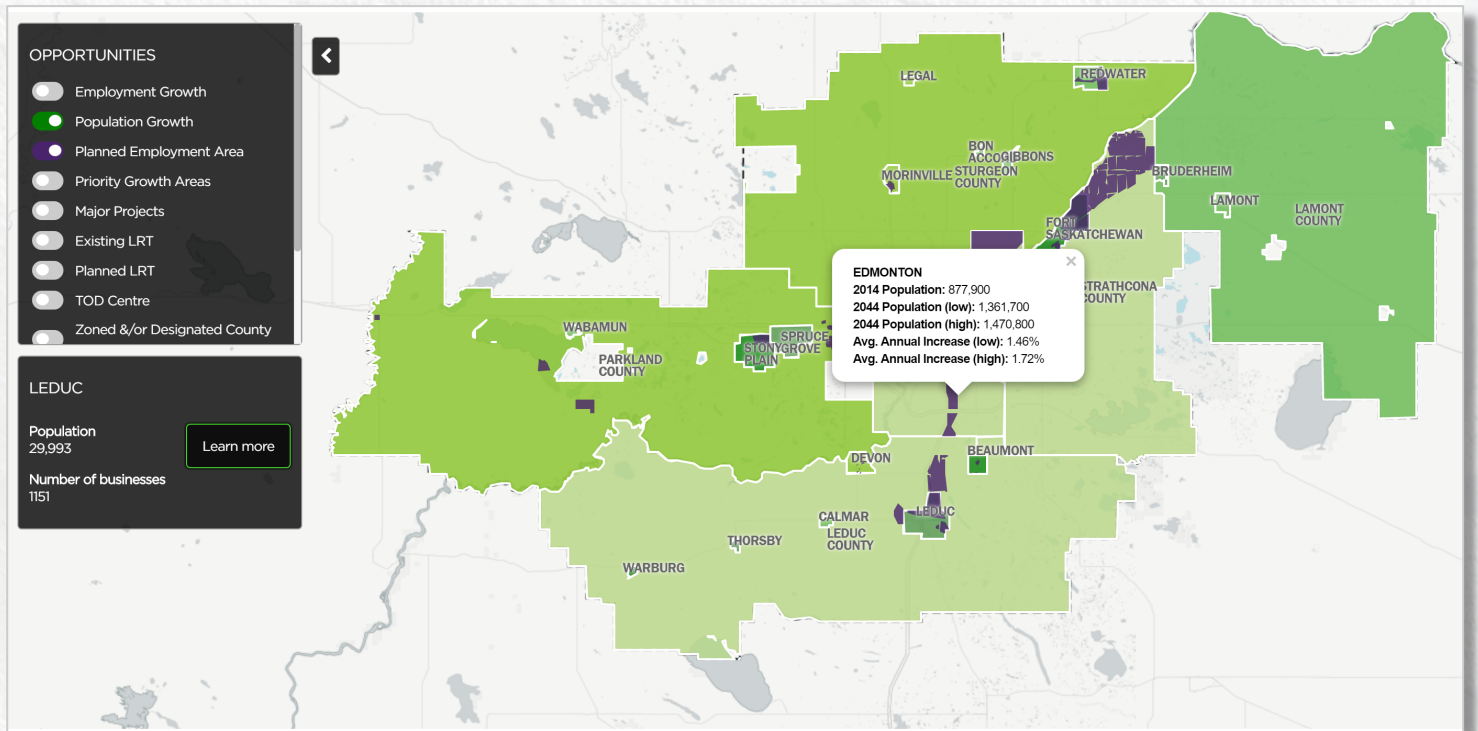 OPPORTUNITIES
Employment Growth
Population Growth
Planned Employment Area
Priority Growth Areas
Major Projects
Existing LRT
Planned LRT
TOD Centre
Zoned &/or Designated County
LEDUC
Population
29,993
Learn more
Number of businesses
1151
LEGAL
REDWATER
BON
ACCO
GIBBONS
MORINVILLE
STURGEON
COUNTY
BRUDERHEIM
LAMONT
LAMONT
COUNTY
FORT
SASKATCHEWAN
STRATHCONA
COUNTY
EDMONTON
2014 Population: 877,900
2044 Population (low): 1,361,700
2044 Population (high): 1,470,800
Avg. Annual Increase (low): 1.46%
Avg. Annual Increase (high): 1.72%
WABAMUN
PARKLAND
COUNTY
STONY
PLAIN
SPRUCE
GROVE
DEVON
BEAUMONT
LEDUC
CALMAR
LEDUC
COUNTY
THORSBY
WARBURG